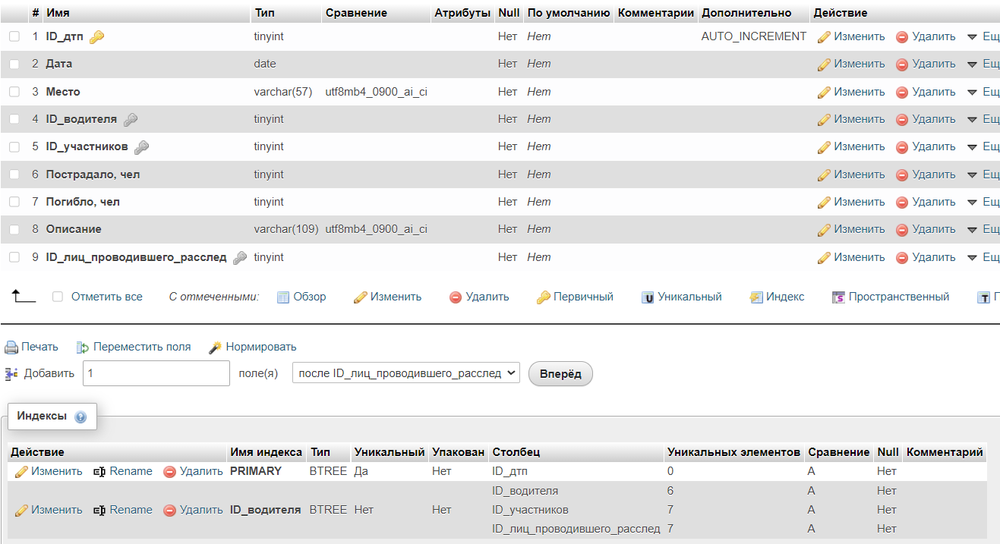 # Имя Тип Сравнение Атрибуты Null По умолчанию Комментарии Дополнительно Действие
1 ID_дтп tinyint Нет Нет AUTO_INCREMENT Изменить Удалить Ещ
2 Дата date Нет Нет Изменить Удалить Ещ
3 Место varchar(57) utf8mb4_0900_ai_ci Нет Нет Изменить Удалить Ещ
4 ID_водителя tinyint Нет Нет Изменить Удалить Ещ
5 ID_участников tinyint Нет Нет Изменить Удалить Ещ
6 Пострадало, чел tinyint Нет Нет Изменить Удалить Ещ
7 Погибло, чел tinyint Нет Нет Изменить Удалить Ещ
8 Описание varchar(109) utf8mb4_0900_ai_ci Нет Нет Изменить Удалить Ещ
9 ID_лиц_проводившего_расслед tinyint Нет Нет Изменить Удалить Ещ
Отметить все С отмеченными: Обзор Изменить Удалить Первичный U Уникальный Индекс S Пространственный T П
Печать Переместить поля Нормировать
Добавить 1 поле(я) после ID_лиц_проводившего_расслед Вперёд
Индексы ?
Действие Имя индекса Тип Уникальный Упакован Столбец Уникальных элементов Сравнение Null Комментарий
Изменить Rename Удалить PRIMARY BTREE Да Нет ID_дтп 0 A Нет
ID_водителя 6 A Нет
Изменить Rename Удалить ID_водителя BTREE Нет Нет ID_участников 7 A Нет
ID_лиц_проводившего_расслед 7 A Нет